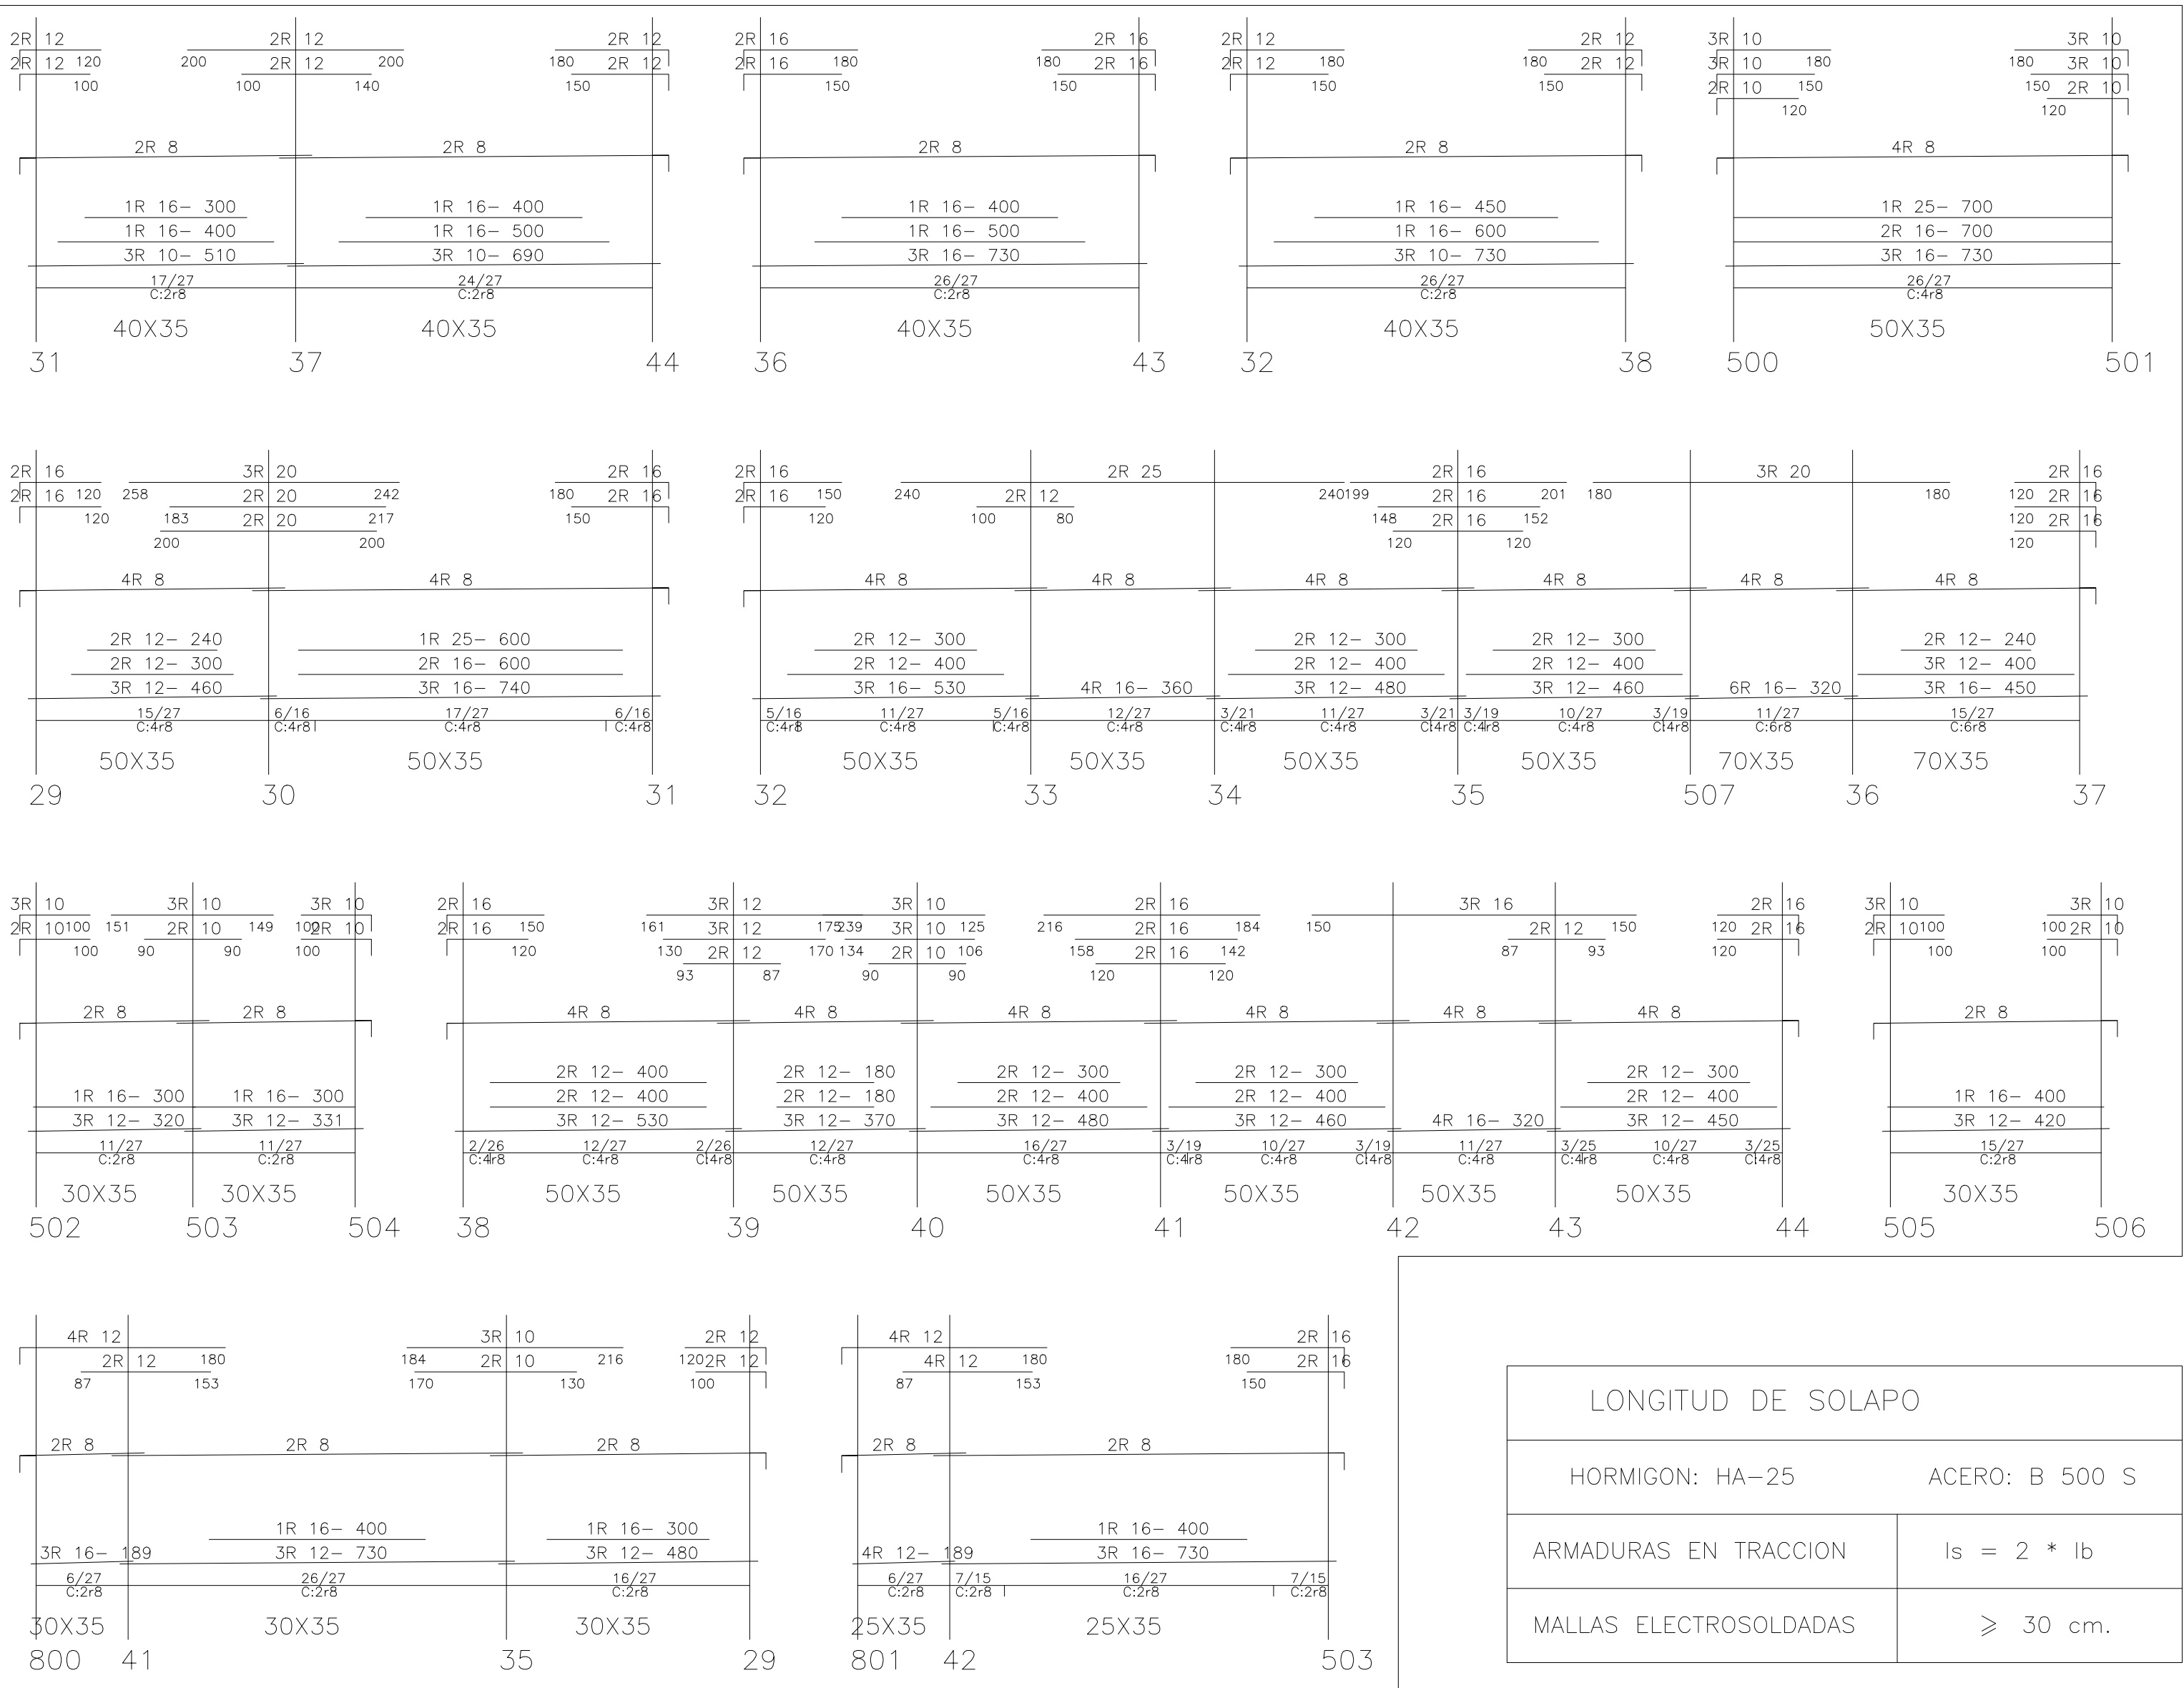 2R 12 2R 12 2R 12 2R 16 2R 16 2R 12 2R 12 3R 10 3R 10
2R 12 120 200 2R 12 200 180 2R 12 2R 16 180 180 2R 16 2R 12 180 180 2R 12 3R 10 180 180 3R 10
100 100 140 150 150 150 150 150 2R 10 150 150 2R 10
120 120
2R 8 2R 8 2R 8 2R 8 4R 8
1R 16- 300 1R 16- 400 1R 16- 400 1R 16- 450 1R 25- 700
1R 16- 400 1R 16- 500 1R 16- 500 1R 16- 600 2R 16- 700
3R 10- 510 3R 10- 690 3R 16- 730 3R 10- 730 3R 16- 730
17/27 24/27 26/27 26/27 26/27
C:2r8 C:2r8 C:2r8 C:2r8 C:4r8
40X35 40X35 40X35 40X35 50X35
31 37 44 36 43 32 38 500 501
2R 16 3R 20 2R 16 2R 16 2R 25 2R 16 3R 20 2R 16
2R 16 120 258 2R 20 242 180 2R 16 2R 16 150 240 2R 12 240 199 2R 16 201 180 180 120 2R 16
120 183 2R 20 217 150 120 100 80 148 2R 16 152 120 2R 16
200 200 120 120 120
4R 8 4R 8 4R 8 4R 8 4R 8 4R 8 4R 8 4R 8
2R 12- 240 1R 25- 600 2R 12- 300 2R 12- 300 2R 12- 300 2R 12- 240
2R 12- 300 2R 16- 600 2R 12- 400 2R 12- 400 2R 12- 400 3R 12- 400
3R 12- 460 3R 16- 740 3R 16- 530 4R 16- 360 3R 12- 480 3R 12- 460 6R 16- 320 3R 16- 450
15/27 6/16 17/27 6/16 5/16 11/27 5/16 12/27 3/21 11/27 3/21 3/19 10/27 3/19 11/27 15/27
C:4r8 C:4r8 C:4r8 C:4r8 C:4r8 C:4r8 C:4r8 C:4r8 C:4r8 C:4r8 C:4r8 C:4r8 C:4r8 C:4r8 C:6r8 C:6r8
50X35 50X35 50X35 50X35 50X35 50X35 70X35 70X35
29 30 31 32 33 34 35 507 36 37
3R 10 3R 10 3R 10 2R 16 3R 12 3R 10 2R 16 3R 16 2R 16 3R 10 3R 10
2R 10 100 151 2R 10 149 100 2R 10 2R 16 150 161 3R 12 175 239 3R 10 125 216 2R 16 184 150 2R 12 150 120 2R 16 2R 10 100 100 2R 10
100 90 90 100 120 130 2R 12 170 134 2R 10 106 158 2R 16 142 87 93 120 100 100
93 87 90 90 120 120
2R 8 2R 8 4R 8 4R 8 4R 8 4R 8 4R 8 4R 8 2R 8
2R 12- 400 2R 12- 180 2R 12- 300 2R 12- 300 2R 12- 300
1R 16- 300 1R 16- 300 2R 12- 400 2R 12- 180 2R 12- 400 2R 12- 400 2R 12- 400 1R 16- 400
3R 12- 320 3R 12- 331 3R 12- 530 3R 12- 370 3R 12- 480 3R 12- 460 4R 16- 320 3R 12- 450 3R 12- 420
11/27 11/27 2/26 12/27 2/26 12/27 16/27 3/19 10/27 3/19 11/27 3/25 10/27 3/25 15/27
C:2r8 C:2r8 C:4r8 C:4r8 C:4r8 C:4r8 C:4r8 C:4r8 C:4r8 C:4r8 C:4r8 C:4r8 C:4r8 C:4r8 C:2r8
30X35 30X35 50X35 50X35 50X35 50X35 50X35 50X35 30X35
502 503 504 38 39 40 41 42 43 44 505 506
4R 12 3R 10 2R 12 4R 12 2R 16
2R 12 180 184 2R 10 216 120 2R 12 4R 12 180 180 2R 16
87 153 170 130 100 87 153 150
2R 8 2R 8 2R 8 2R 8 2R 8
1R 16- 400 1R 16- 300 1R 16- 400
3R 16- 189 3R 12- 730 3R 12- 480 4R 12- 189 3R 16- 730
6/27 26/27 16/27 6/27 7/15 16/27 7/15
C:2r8 C:2r8 C:2r8 C:2r8 C:2r8 C:2r8 C:2r8
30X35 30X35 30X35 25X35 25X35
800 41 35 29 801 42 503
LONGITUD DE SOLAPO
HORMIGON: HA-25 ACERO: B 500 S
ARMADURAS EN TRACCION ls = 2 * lb
MALLAS ELECTROSOLDADAS ⩾ 30 cm.